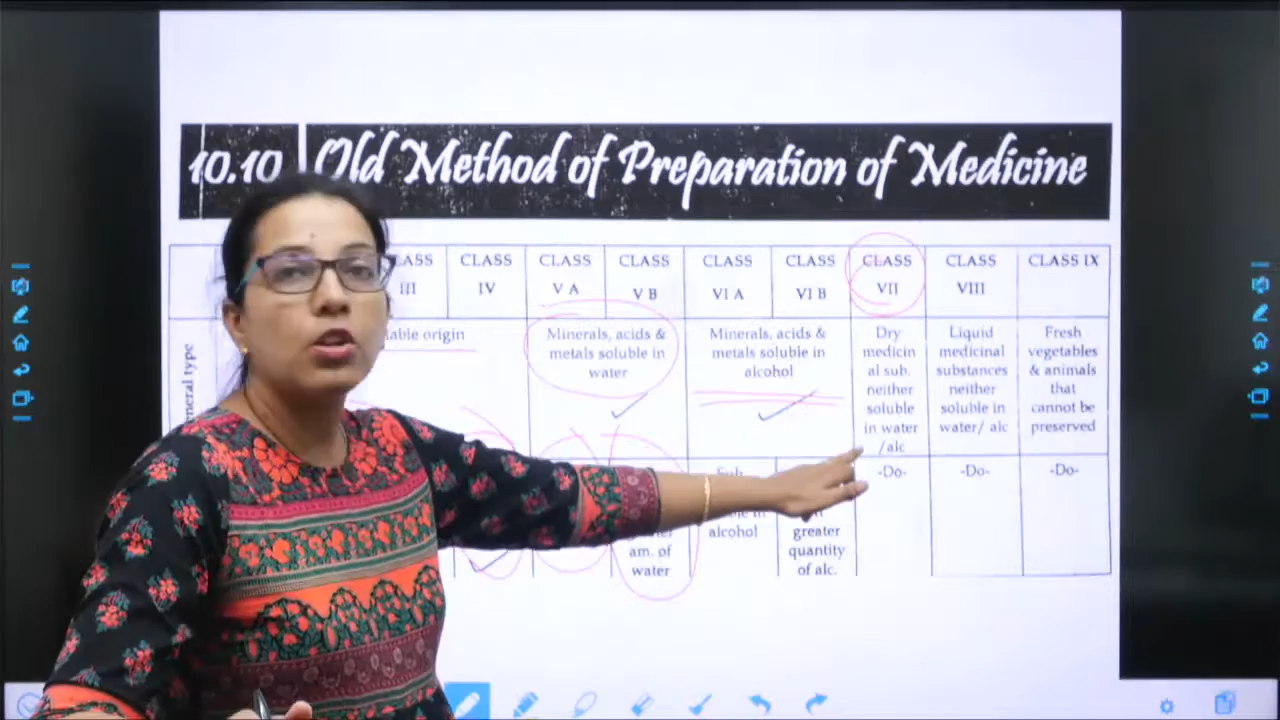 10.10 Old Method of Preparation of Medicine
CLASS CLASS CLASS CLASS CLASS CLASS CLASS CLASS IX
IV V A V B VI A VI B VII VIII
III
origin
Minerals, acids &
metals soluble in
water
Minerals, acids &
metals soluble in
alcohol
Dry
medicin
al sub.
neither
soluble
in water
/alc
Liquid
medicinal
substances
neither
soluble in
water/ alc
Fresh
vegetables
& animals
that
cannot be
preserved
type
am. of
water
alcohol
greater
quantity
of alc.
-Do- -Do- -Do-